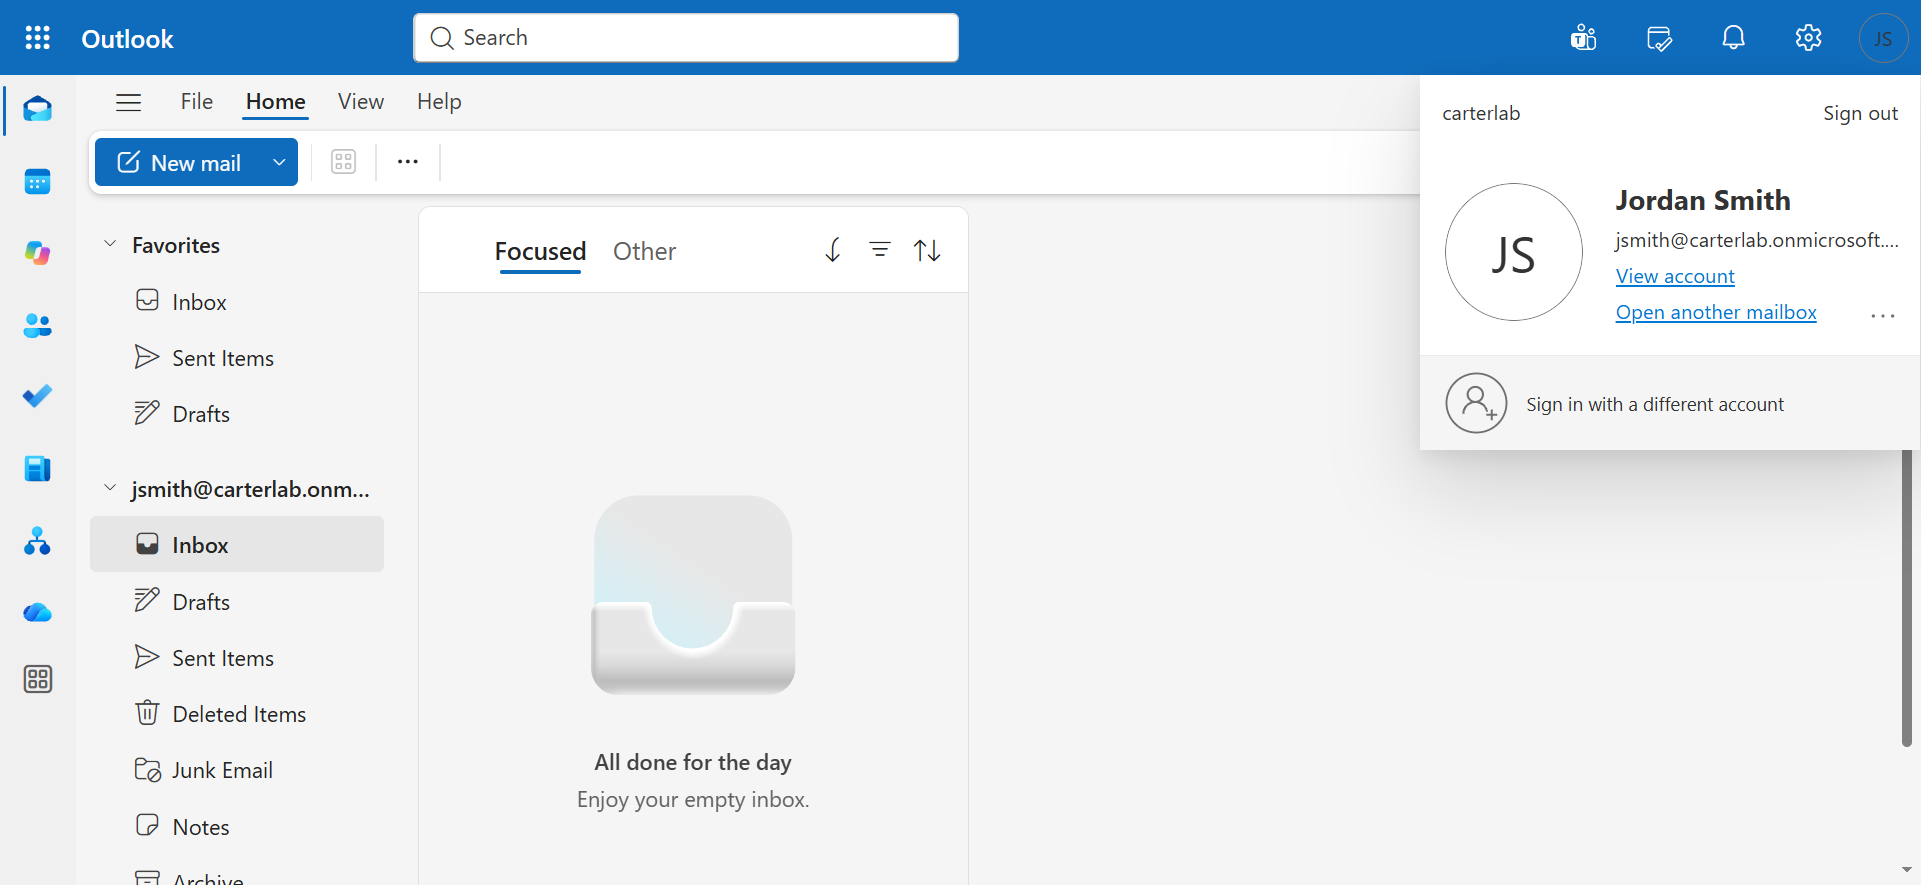 Outlook
Search
JS
File Home View Help
New mail
carterlab
Sign out
JS
Jordan Smith
jsmith@carterlab.onmicrosoft....
View account
Open another mailbox
Sign in with a different account
Favorites
Inbox
Sent Items
Drafts
jsmith@carterlab.onm...
Inbox
Drafts
Sent Items
Deleted Items
Junk Email
Notes
Archive
Focused Other
All done for the day
Enjoy your empty inbox.